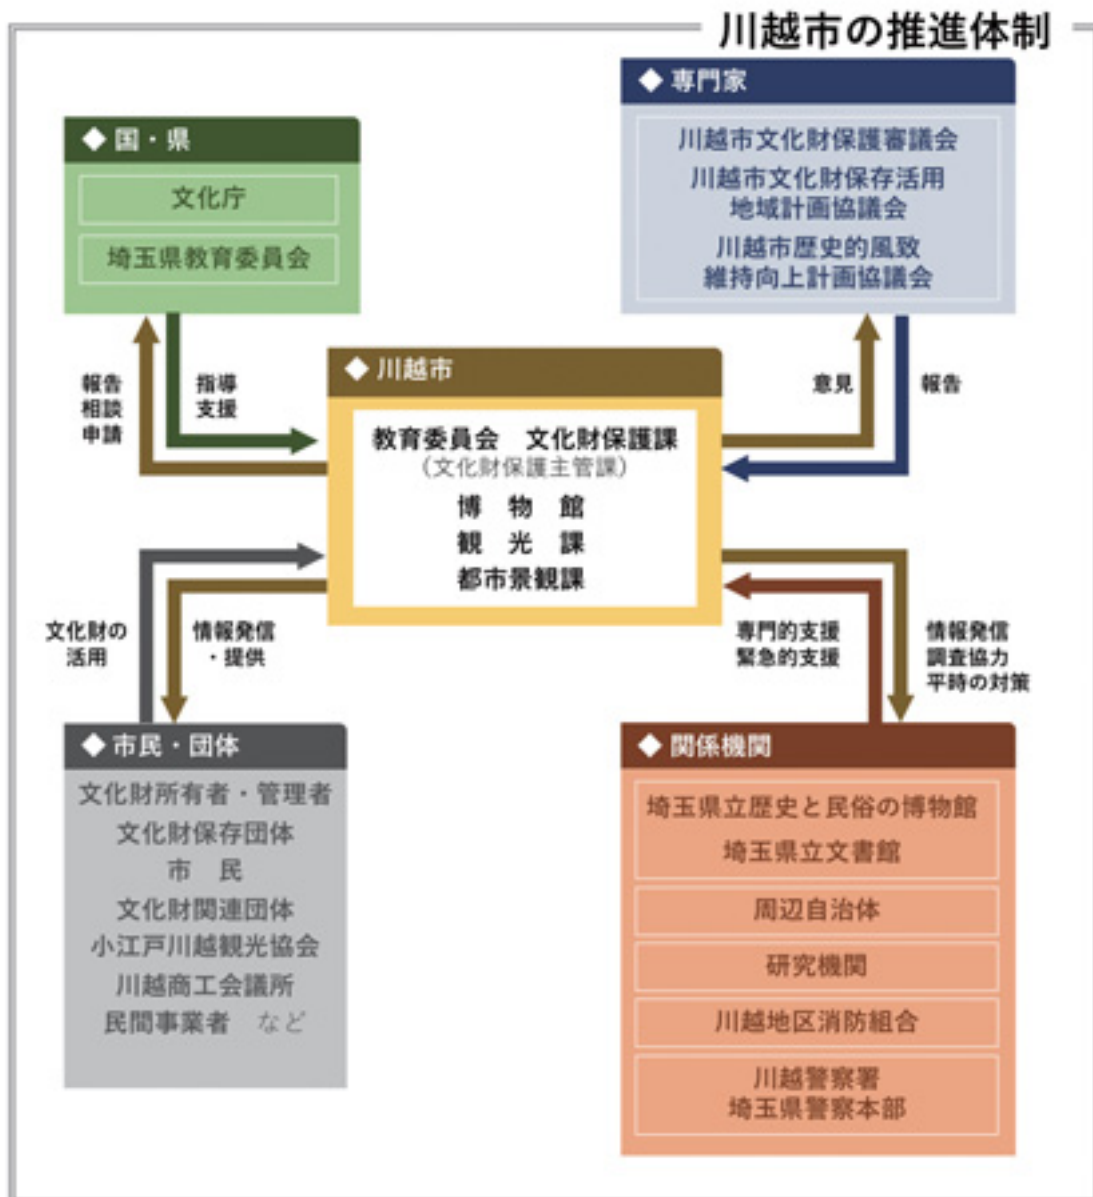 川越市の推進体制
◆ 国・県
文化庁
埼玉県教育委員会
◆ 専門家
川越市文化財保護審議会
川越市文化財保存活用
地域計画協議会
川越市歴史的風致
維持向上計画協議会
報告
相談
申請
指導
支援
意見
報告
◆ 川越市
教育委員会 文化財保護課
(文化財保護主管課)
博 物 館
観 光 課
都市景観課
文化財の
活用
情報発信
・提供
専門的支援
緊急的支援
情報発信
調査協力
平時の対策
◆ 市民・団体
文化財所有者・管理者
文化財保存団体
市 民
文化財関連団体
小江戸川越観光協会
川越商工会議所
民間事業者 など
◆ 関係機関
埼玉県立歴史と民俗の博物館
埼玉県立文書館
周辺自治体
研究機関
川越地区消防組合
川越警察署
埼玉県警察本部